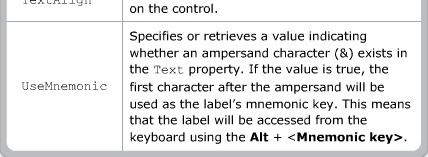 TextAlign
on the control.
Specifies or retrieves a value indicating
whether an ampersand character (&) exists in
the Text property. If the value is true, the
UseMnemonic
first character after the ampersand will be
used as the label's mnemonic key. This means
that the label will be accessed from the
keyboard using the Alt + <Mnemonic key>.